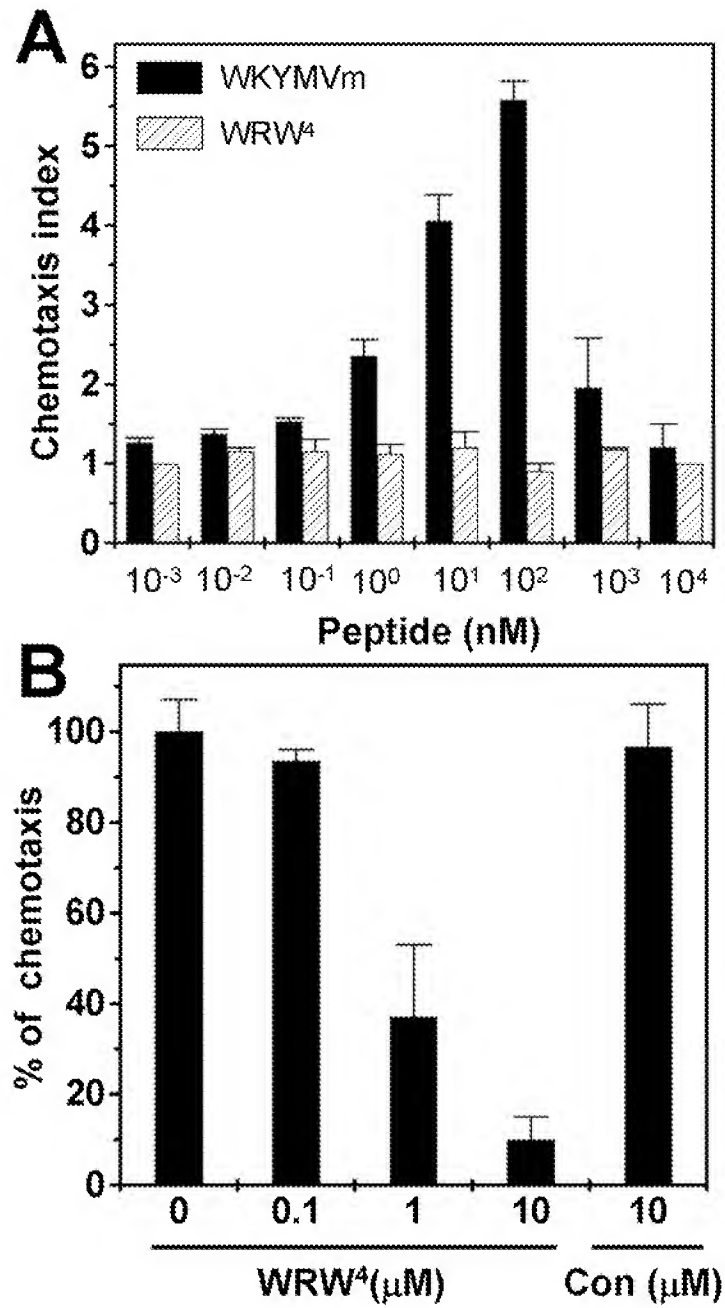 A
WKYMVm
WRW⁴
6
5
4
3
2
1
0
Chemotaxis index
10⁻³ 10⁻² 10⁻¹ 10⁰ 10¹ 10² 10³ 10⁴
Peptide (nM)
B
100
80
60
40
20
0
% of chemotaxis
0 0.1 1 10 10
WRW⁴(μM) Con (μM)